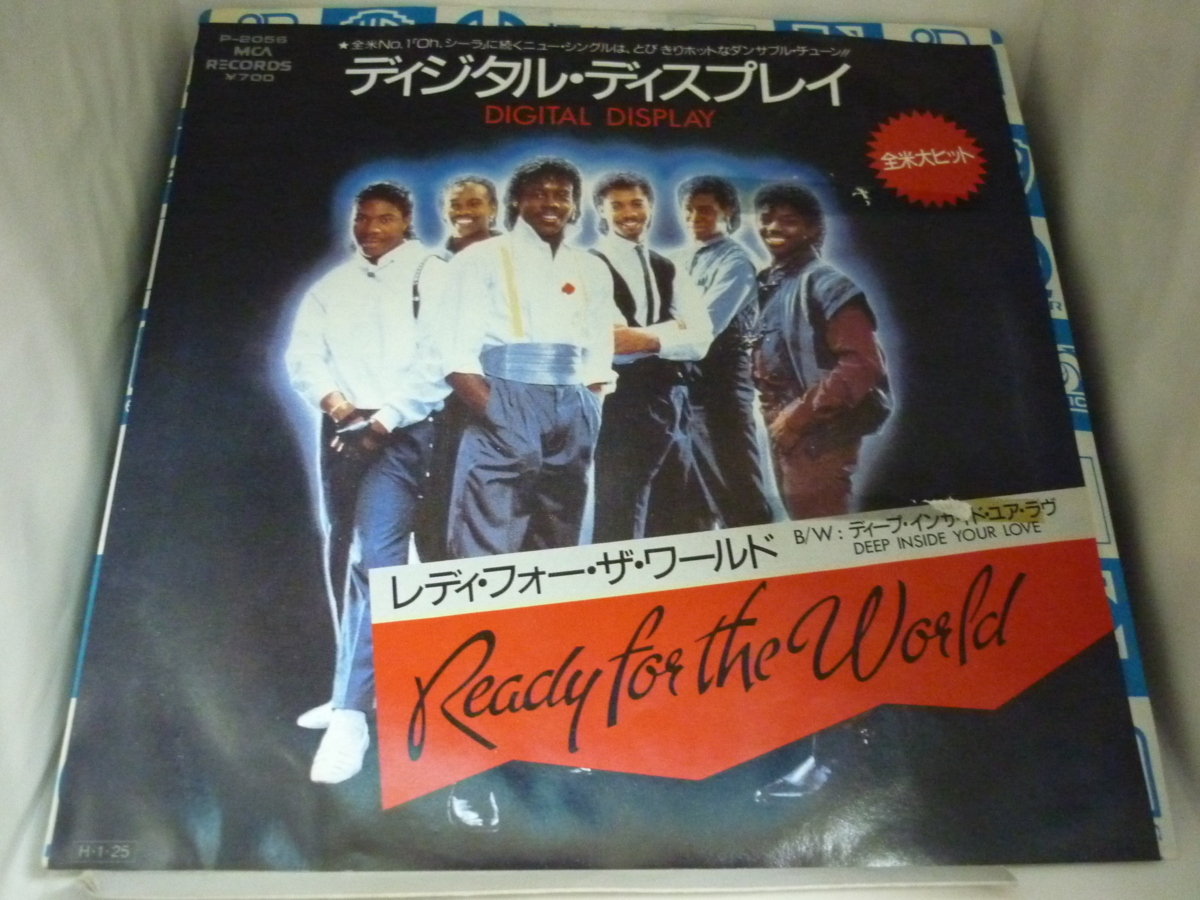 P-2056
MCA
RECORDS
¥700
★全米No.1「Oh, シーラ」に続くニュー・シングルは、とびきりホットなダンサブル・チューン!!
ディジタル・ディスプレイ
DIGITAL DISPLAY
全米大ヒット
レディ・フォー・ザ・ワールド
B/W : ディープ・インサイド・ユア・ラヴ
DEEP INSIDE YOUR LOVE
Ready for the World
H・1・25